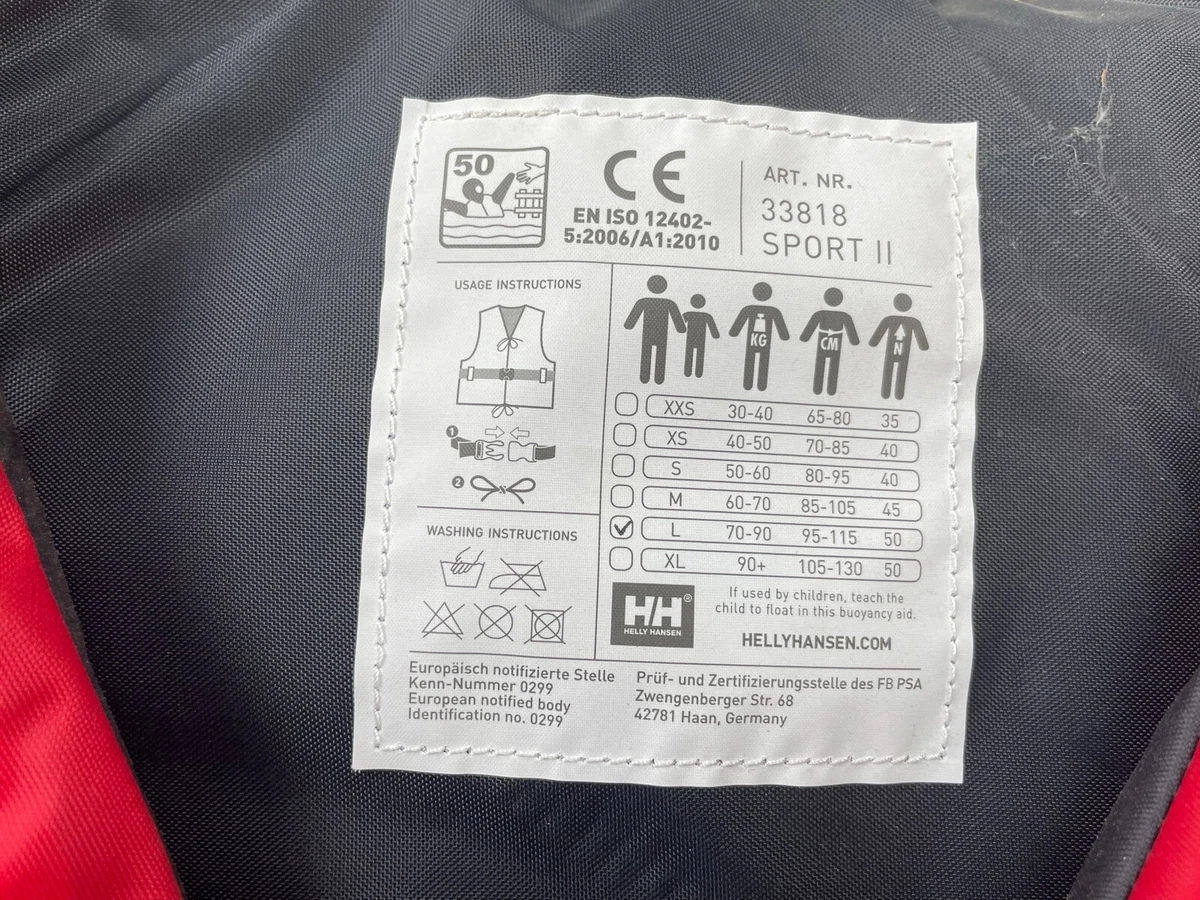 50
CE
EN ISO 12402-
5:2006/A1:2010
ART. NR.
33818
SPORT II
USAGE INSTRUCTIONS
1
2
WASHING INSTRUCTIONS
KG CM N
XXS 30-40 65-80 35
XS 40-50 70-85 40
S 50-60 80-95 40
M 60-70 85-105 45
L 70-90 95-115 50
XL 90+ 105-130 50
HH®
HELLY HANSEN
If used by children, teach the
child to float in this buoyancy aid.
HELLYHANSEN.COM
Europäisch notifizierte Stelle
Kenn-Nummer 0299
European notified body
Identification no. 0299
Prüf- und Zertifizierungsstelle des FB PSA
Zwengenberger Str. 68
42781 Haan, Germany